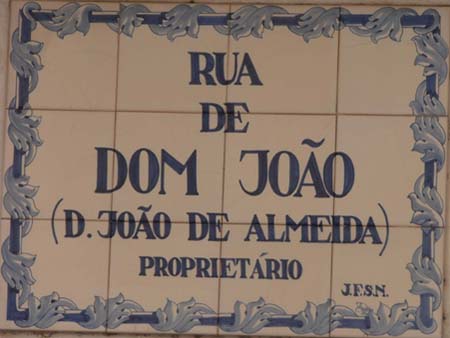 RUA
DE
DOM JOÃO
(D. JOÃO DE ALMEIDA)
PROPRIETÁRIO
J.F.S.N.